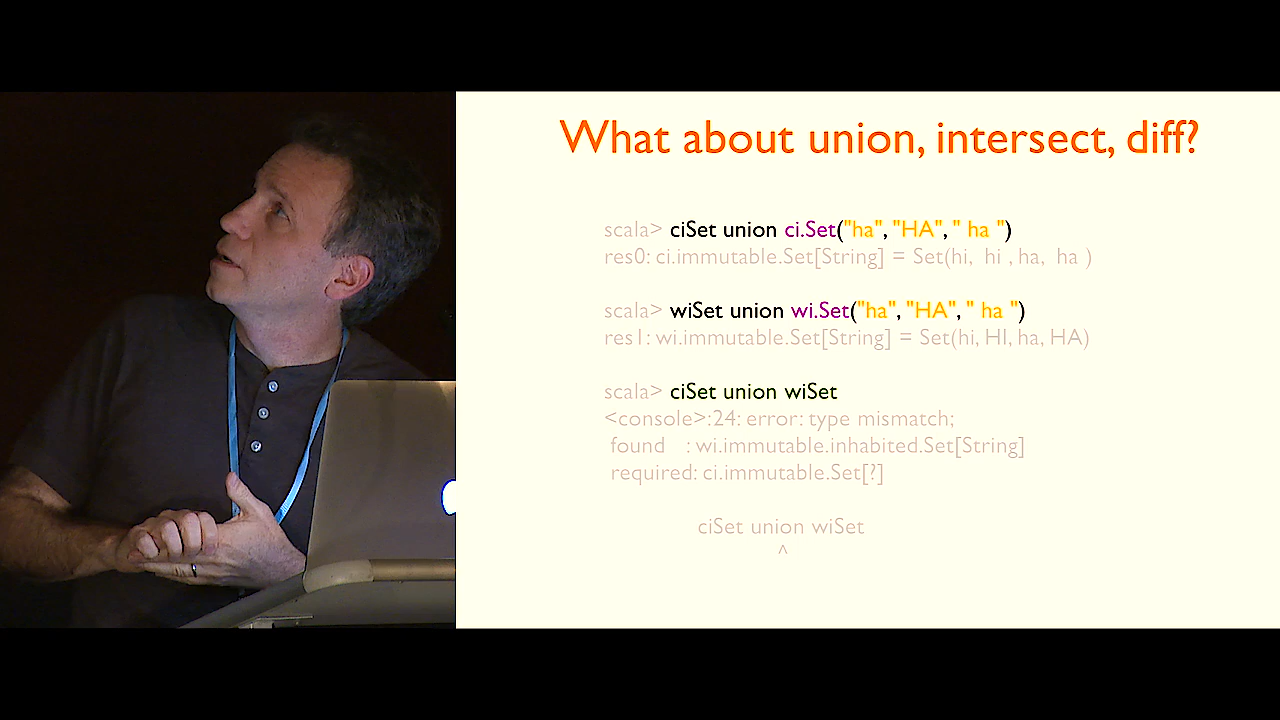 What about union, intersect, diff?
scala> ciSet union ci.Set("ha", "HA", " ha ")
res0: ci.immutable.Set[String] = Set(hi,  hi , ha,  ha )
scala> wiSet union wi.Set("ha", "HA", " ha ")
res1: wi.immutable.Set[String] = Set(hi, HI, ha, HA)
scala> ciSet union wiSet
<console>:24: error: type mismatch;
found   : wi.immutable.inhabited.Set[String]
required: ci.immutable.Set[?]
ciSet union wiSet
^